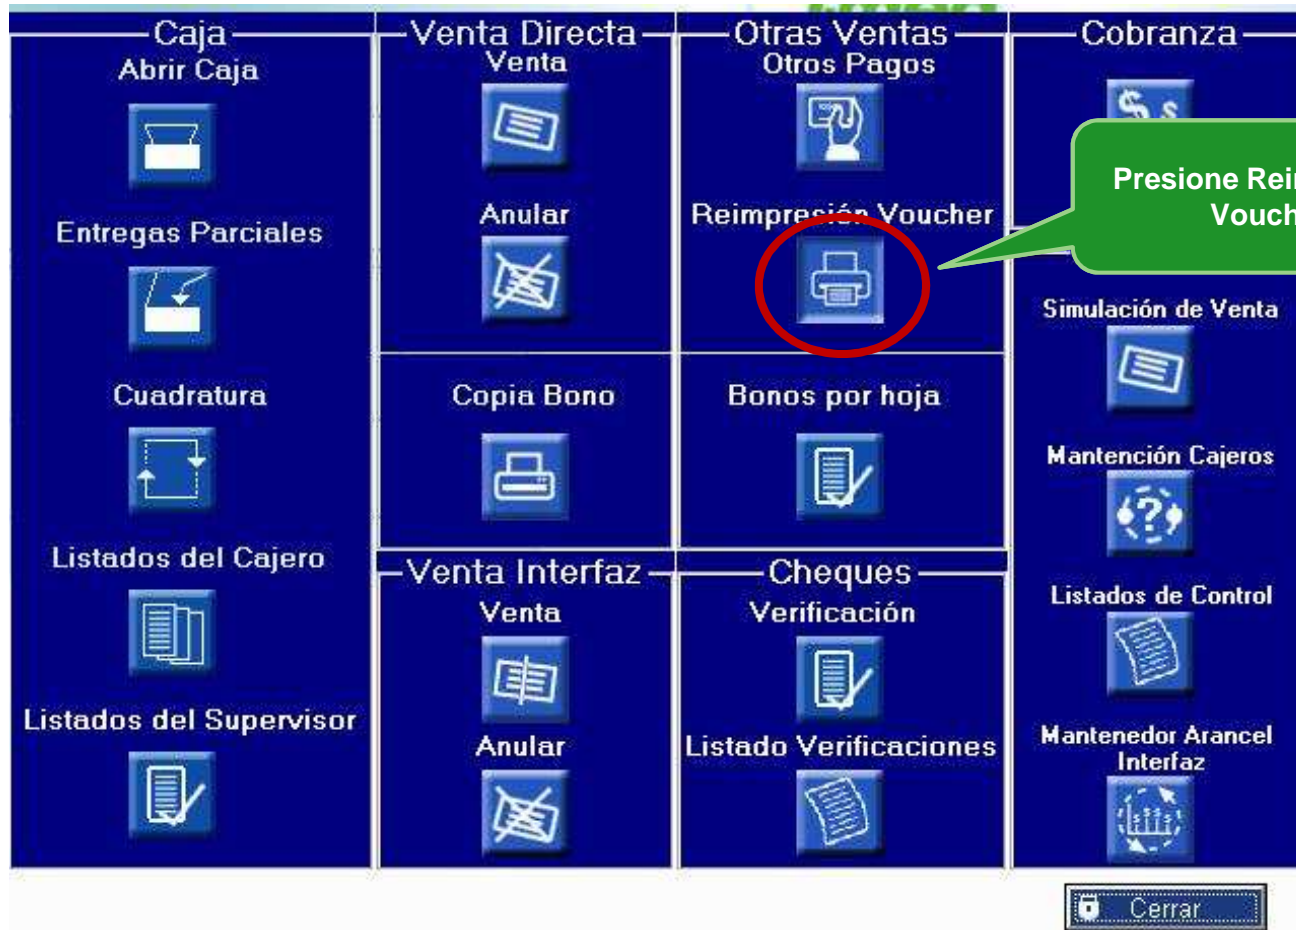 Caja
Abrir Caja
Entregas Parciales
Cuadratura
Listados del Cajero
Listados del Supervisor
Venta Directa
Venta
Anular
Copia Bono
Venta Interfaz
Venta
Anular
Otras Ventas
Otros Pagos
Reimpresión Voucher
Bonos por hoja
Cheques
Verificación
Listado Verificaciones
Cobranza
Presione Rei
Vouch
Simulación de Venta
Mantención Cajeros
Listados de Control
Mantenedor Arancel
Interfaz
Cerrar